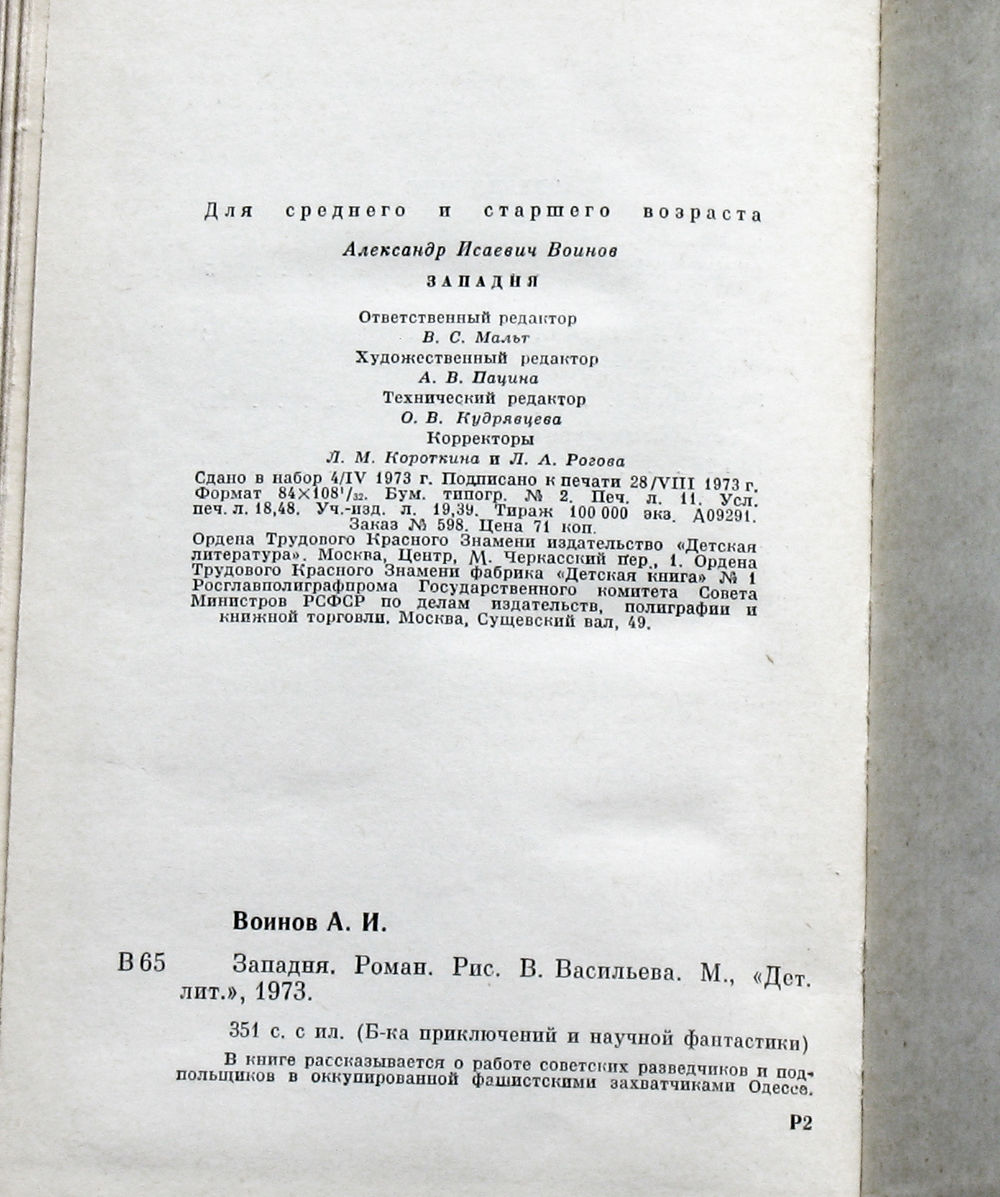 Для среднего и старшего возраста
Александр Исаевич Воинов
ЗАПАДНЯ
Ответственный редактор
В. С. Мальт
Художественный редактор
А. В. Пацина
Технический редактор
О. В. Кудрявцева
Корректоры
Л. М. Короткина и Л. А. Рогова
Сдано в набор 4/IV 1973 г. Подписано к печати 28/VIII 1973 г.
Формат 84×108¹/₃₂. Бум. типогр. № 2. Печ. л. 11. Усл.
печ. л. 18,48. Уч.-изд. л. 19,39. Тираж 100 000 экз. А09291.
Заказ № 598. Цена 71 коп.
Ордена Трудового Красного Знамени издательство «Детская
литература». Москва, Центр, М. Черкасский пер., 1. Ордена
Трудового Красного Знамени фабрика «Детская книга» № 1
Росглавполиграфпрома Государственного комитета Совета
Министров РСФСР по делам издательств, полиграфии и
книжной торговли. Москва, Сущевский вал, 49.
Воинов А. И.
В 65 Западня. Роман. Рис. В. Васильева. М., «Дет.
лит.», 1973.
351 с. с ил. (Б-ка приключений и научной фантастики)
В книге рассказывается о работе советских разведчиков и под-
польщиков в оккупированной фашистскими захватчиками Одессе.
Р2